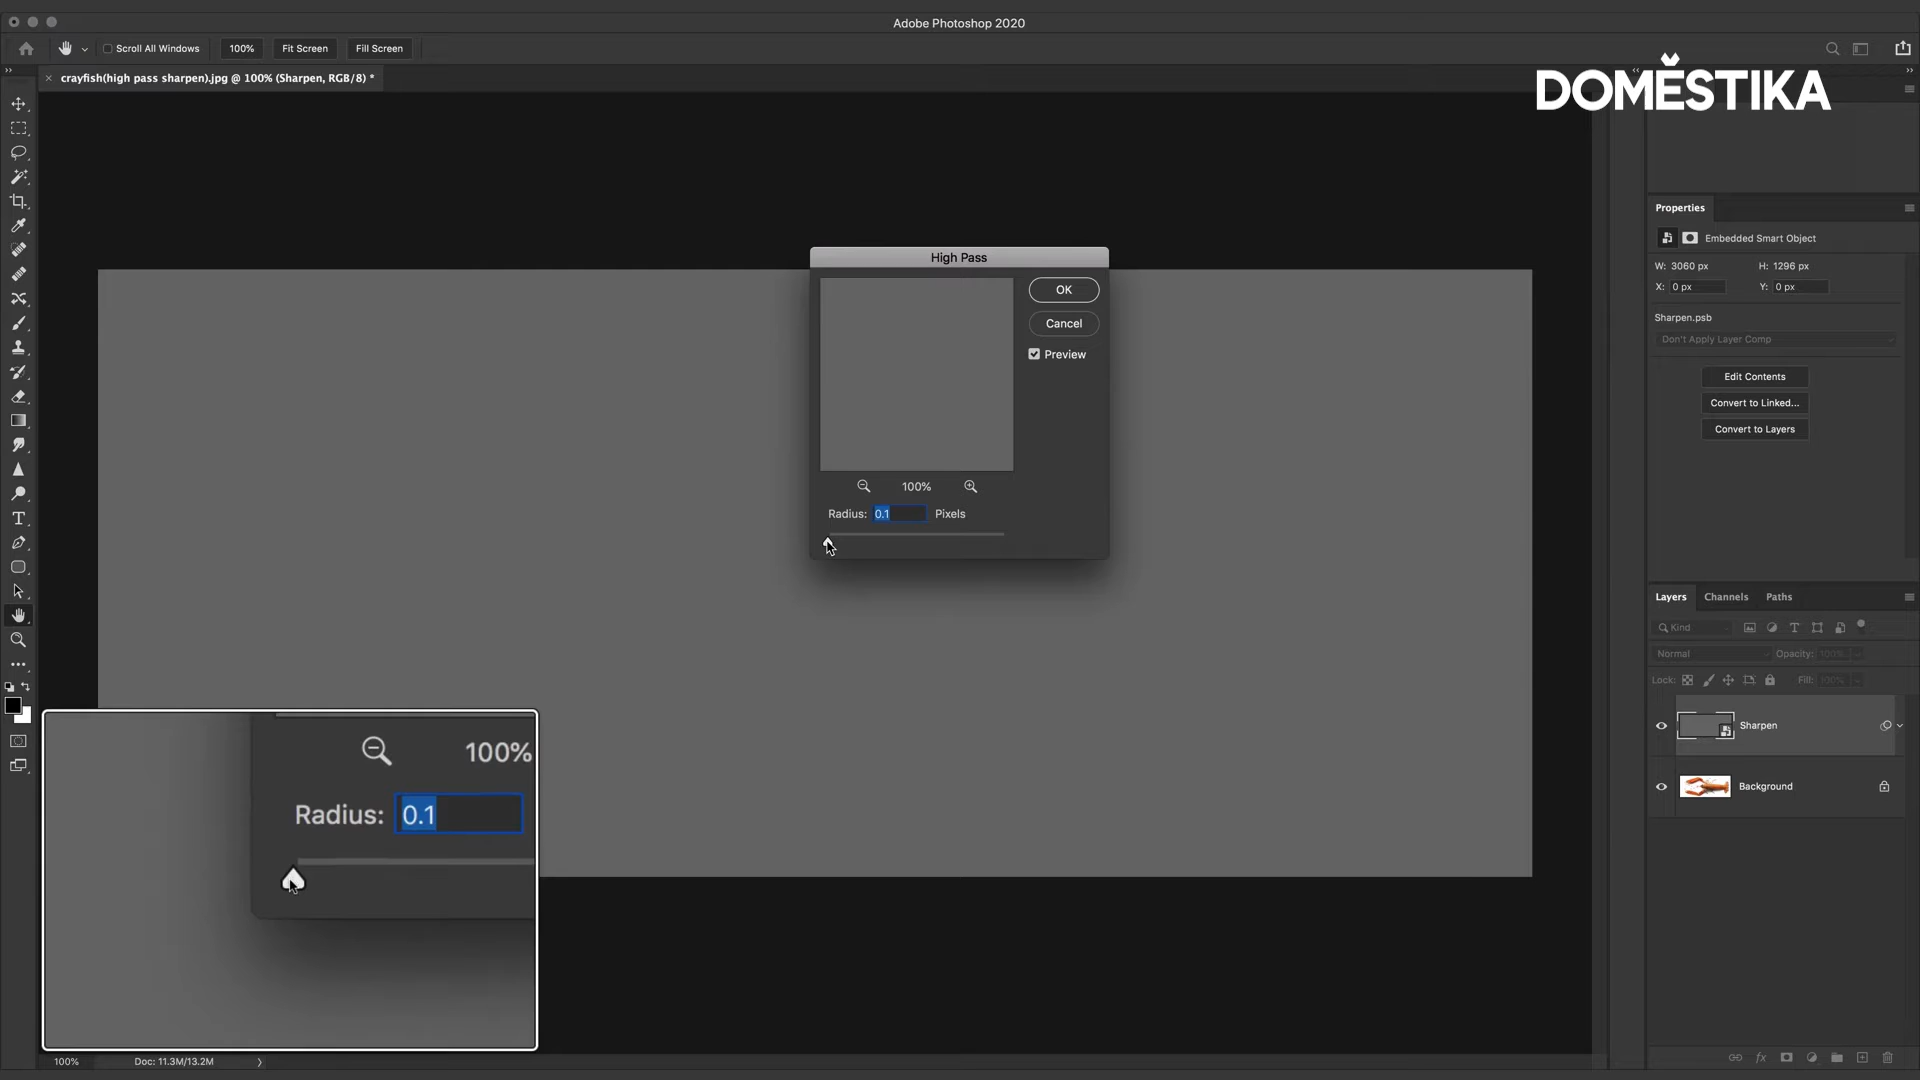 Adobe Photoshop 2020
Scroll All Windows
100%
Fit Screen
Fill Screen
crayfish(high pass sharpen).jpg @ 100% (Sharpen, RGB/8) *
DOMĚSTIKA
High Pass
OK
Cancel
Preview
100%
Radius: 0.1 Pixels
Properties
Embedded Smart Object
W: 3060 px H: 1296 px
X: 0 px Y: 0 px
Sharpen.psb
Don't Apply Layer Comp
Edit Contents
Convert to Linked...
Convert to Layers
Layers Channels Paths
Kind
Normal Opacity: 100%
Lock: Fill: 100%
Sharpen
Background
100%
Radius: 0.1
100% Doc: 11.3M/13.2M